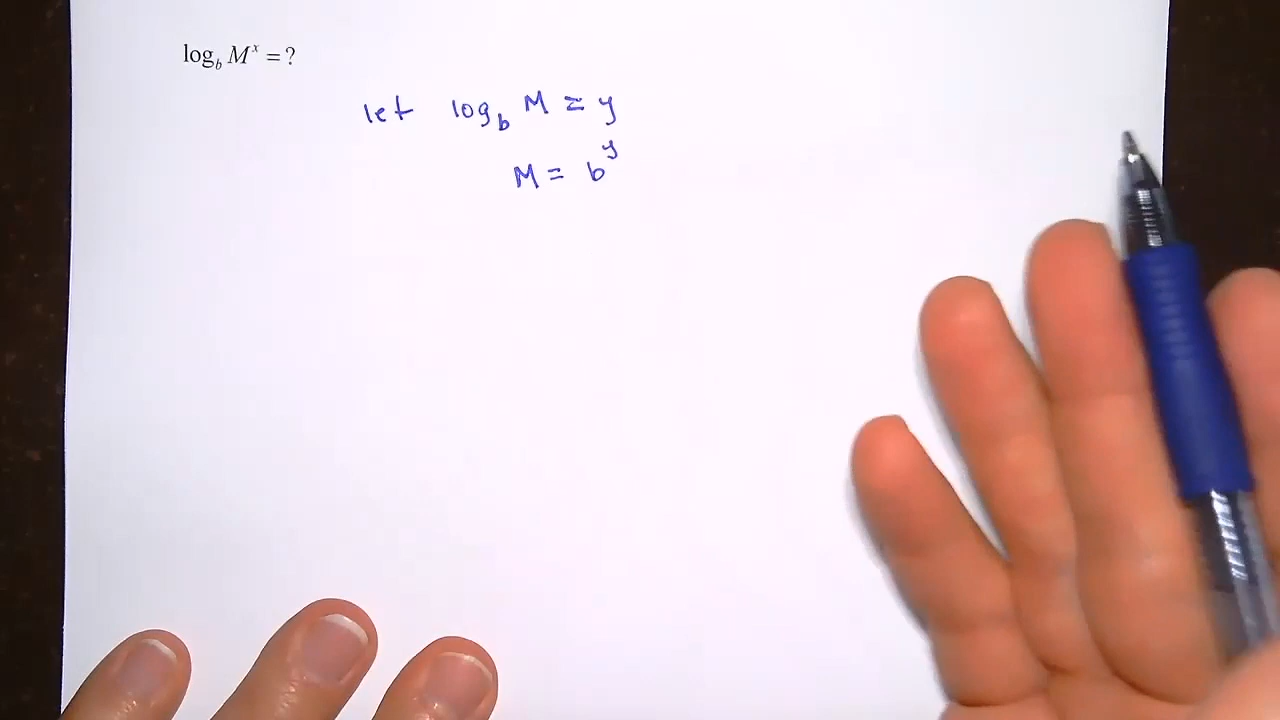 log_b M^x = ?
let log_b M = y
M = b^y